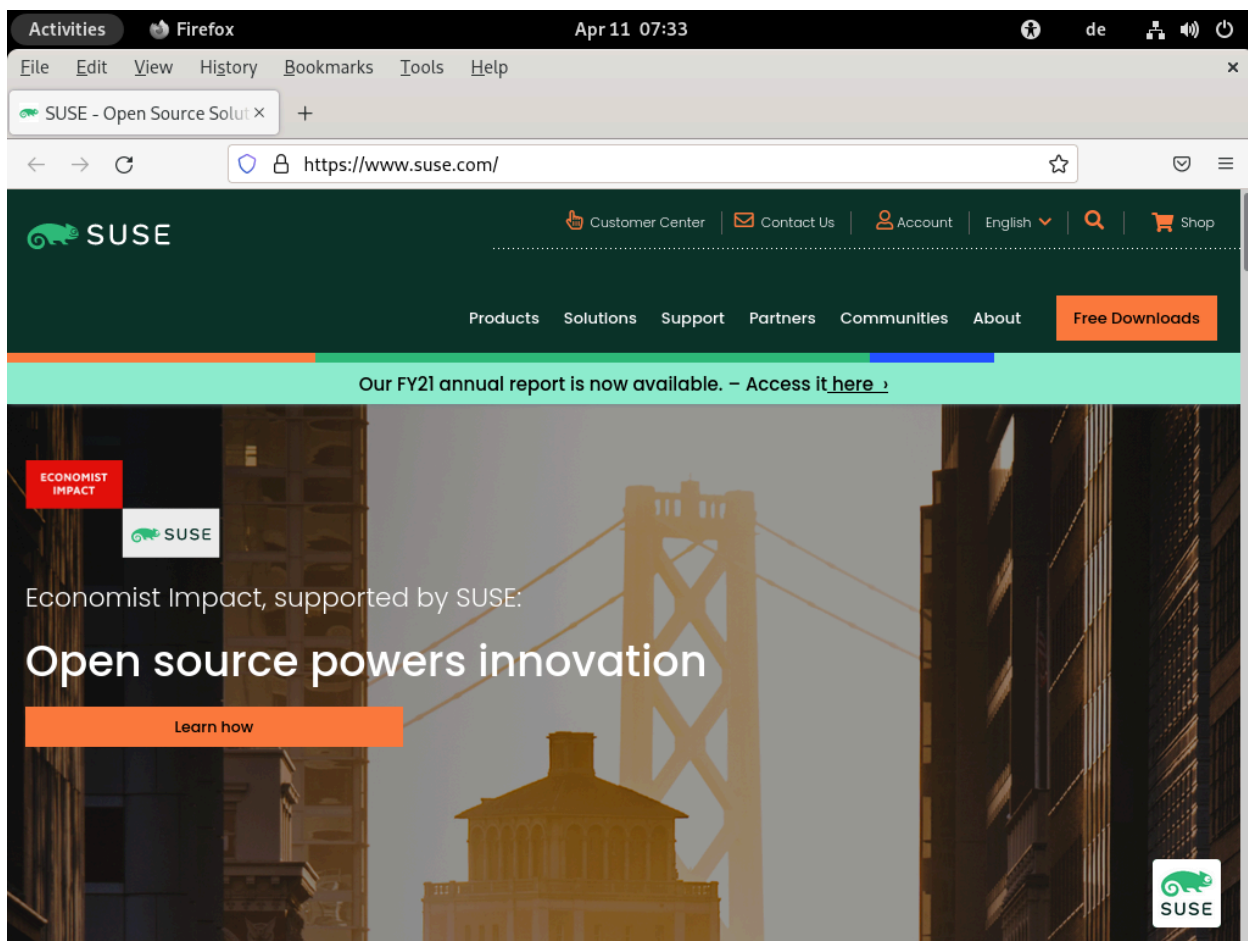 Activities Firefox Apr 11 07:33 de
File Edit View History Bookmarks Tools Help
SUSE - Open Source Solut
https://www.suse.com/
SUSE
Customer Center Contact Us Account English Shop
Products Solutions Support Partners Communities About Free Downloads
Our FY21 annual report is now available. – Access it here ›
ECONOMIST
IMPACT
SUSE
Economist Impact, supported by SUSE:
Open source powers innovation
Learn how
SUSE